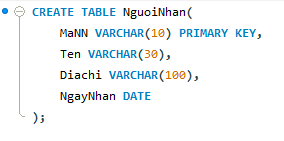 CREATE TABLE NguoiNhan(
MaNN VARCHAR(10) PRIMARY KEY,
Ten VARCHAR(30),
Diachi VARCHAR(100),
NgayNhan DATE
);